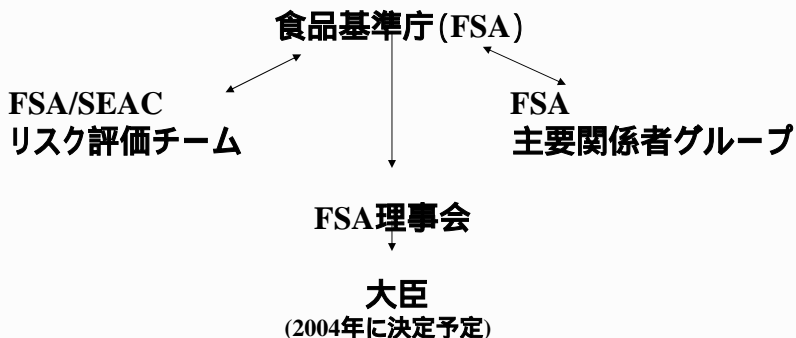 食品基準庁(FSA)
FSA/SEAC
リスク評価チーム
FSA
主要関係者グループ
FSA理事会
大臣
(2004年に決定予定)